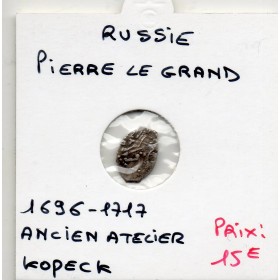 RUSSIE
PIERRE LE GRAND
1696-1717
ANCIEN ATELIER
KOPECK
PRIX:
15€